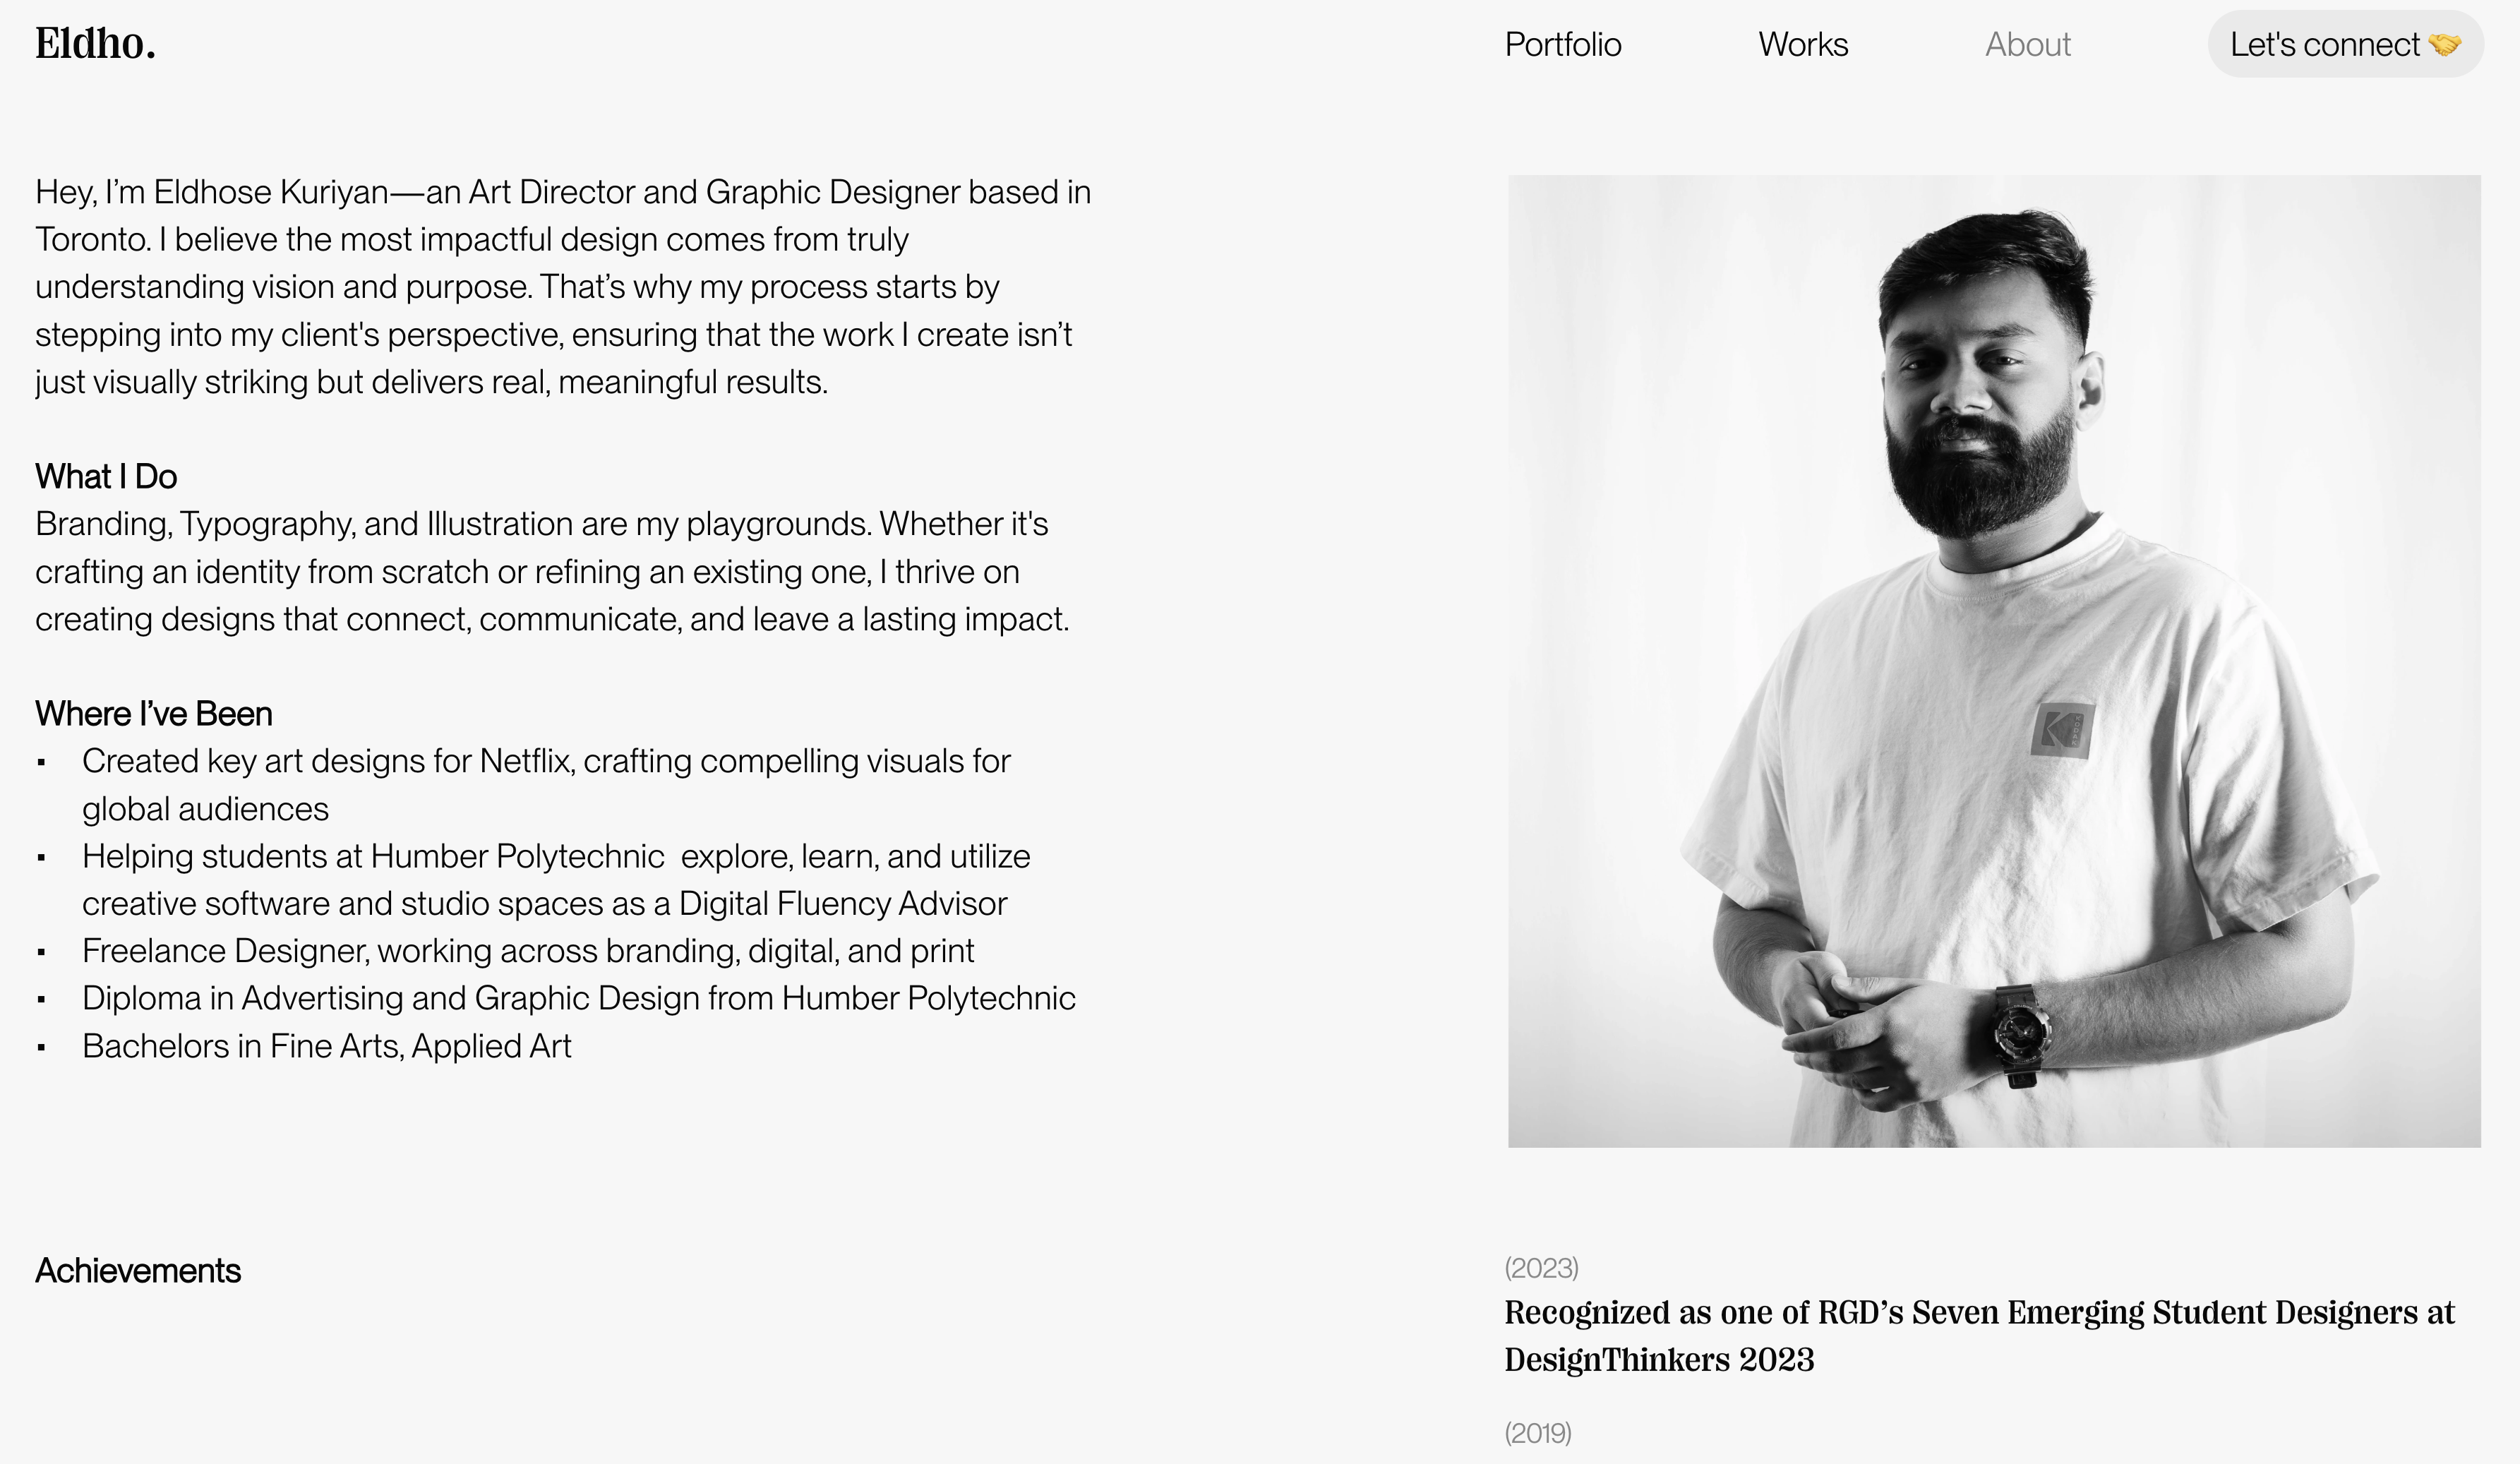 Eldho.
Portfolio
Works
About
Let's connect 🤝
Hey, I’m Eldhose Kuriyan—an Art Director and Graphic Designer based in
Toronto. I believe the most impactful design comes from truly
understanding vision and purpose. That’s why my process starts by
stepping into my client's perspective, ensuring that the work I create isn’t
just visually striking but delivers real, meaningful results.
What I Do
Branding, Typography, and Illustration are my playgrounds. Whether it's
crafting an identity from scratch or refining an existing one, I thrive on
creating designs that connect, communicate, and leave a lasting impact.
Where I’ve Been
▪ Created key art designs for Netflix, crafting compelling visuals for
global audiences
▪ Helping students at Humber Polytechnic  explore, learn, and utilize
creative software and studio spaces as a Digital Fluency Advisor
▪ Freelance Designer, working across branding, digital, and print
▪ Diploma in Advertising and Graphic Design from Humber Polytechnic
▪ Bachelors in Fine Arts, Applied Art
KODAK
Achievements
(2023)
Recognized as one of RGD’s Seven Emerging Student Designers at
DesignThinkers 2023
(2019)